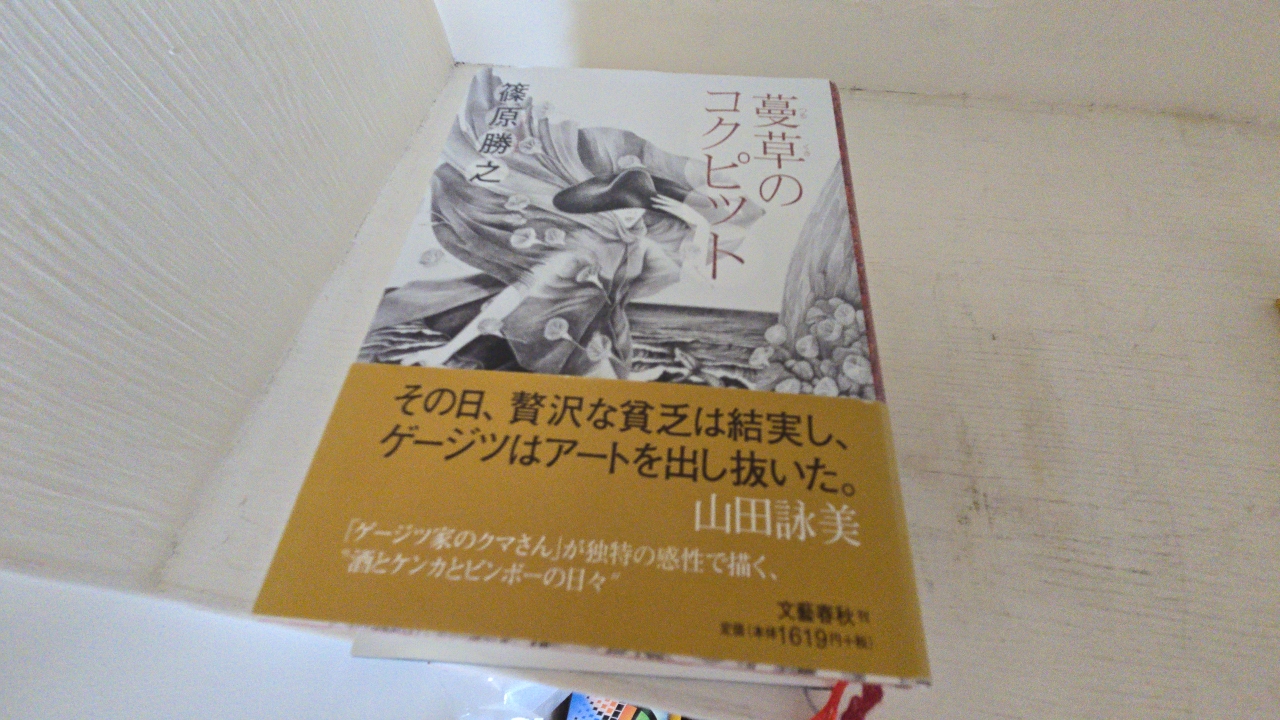 蔓草の
コクピット
篠原勝之
その日、贅沢な貧乏は結実し、
ゲージツはアートを出し抜いた。
山田詠美
「ゲージツ家のクマさん」が独特の感性で描く、
“酒とケンカとビンボーの日々”
文藝春秋刊
定価(本体1619円+税)